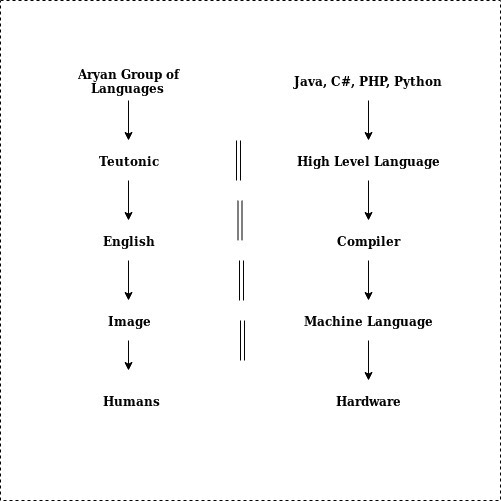 Aryan Group of
Languages
Java, C#, PHP, Python
Teutonic
High Level Language
English
Compiler
Image
Machine Language
Humans
Hardware